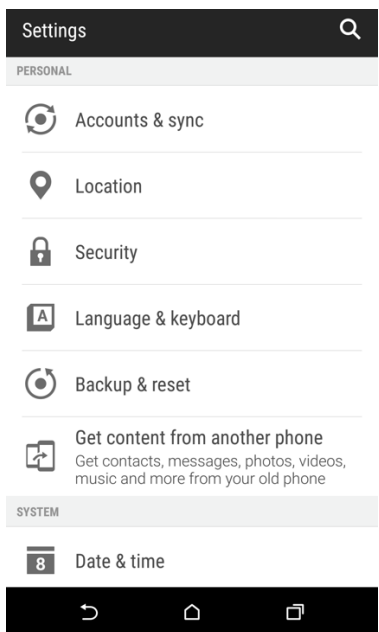 Settings
PERSONAL
Accounts & sync
Location
Security
A
Language & keyboard
Backup & reset
Get content from another phone
Get contacts, messages, photos, videos,
music and more from your old phone
SYSTEM
8
Date & time